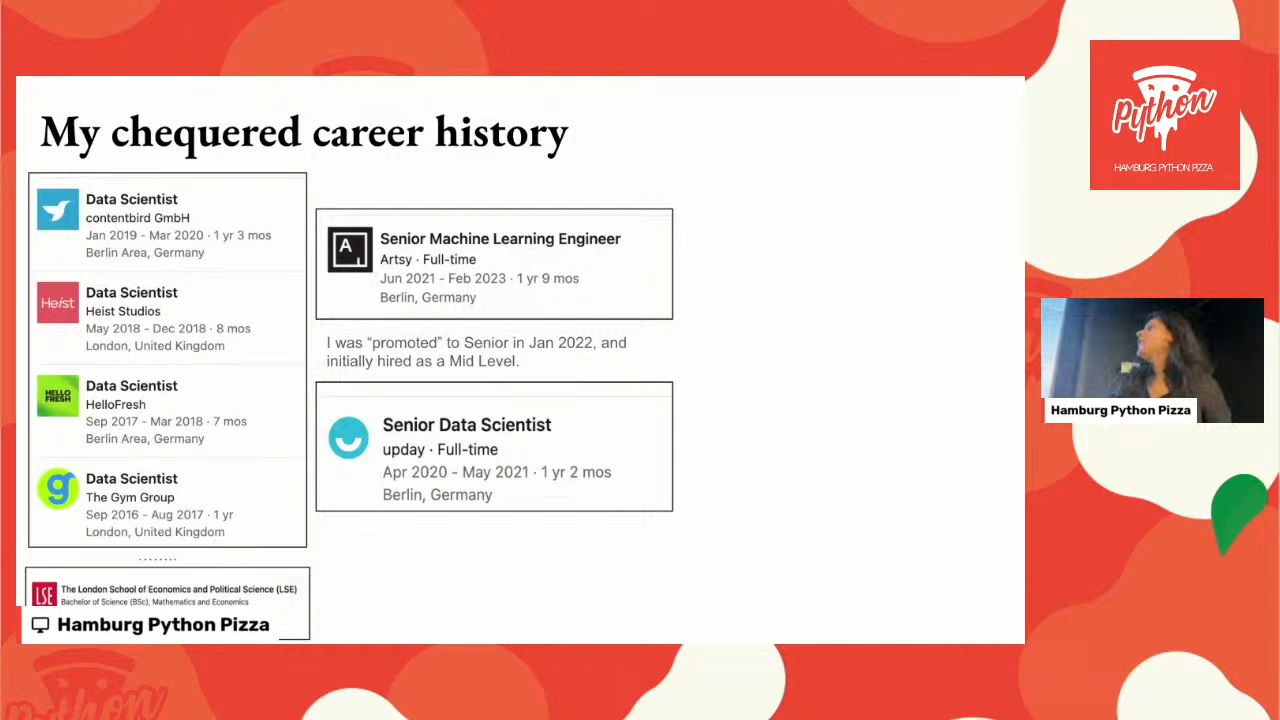 My chequered career history
Data Scientist
contentbird GmbH
Jan 2019 - Mar 2020 · 1 yr 3 mos
Berlin Area, Germany
Heist
Data Scientist
Heist Studios
May 2018 - Dec 2018 · 8 mos
London, United Kingdom
HELLO
FRESH
Data Scientist
HelloFresh
Sep 2017 - Mar 2018 · 7 mos
Berlin Area, Germany
g
Data Scientist
The Gym Group
Sep 2016 - Aug 2017 · 1 yr
London, United Kingdom
........
LSE
The London School of Economics and Political Science (LSE)
Bachelor of Science (BSc), Mathematics and Economics
Hamburg Python Pizza
A
Senior Machine Learning Engineer
Artsy · Full-time
Jun 2021 - Feb 2023 · 1 yr 9 mos
Berlin, Germany
I was “promoted” to Senior in Jan 2022, and
initially hired as a Mid Level.
Senior Data Scientist
upday · Full-time
Apr 2020 - May 2021 · 1 yr 2 mos
Berlin, Germany
Python
HAMBURG PYTHON PIZZA
Hamburg Python Pizza
Python